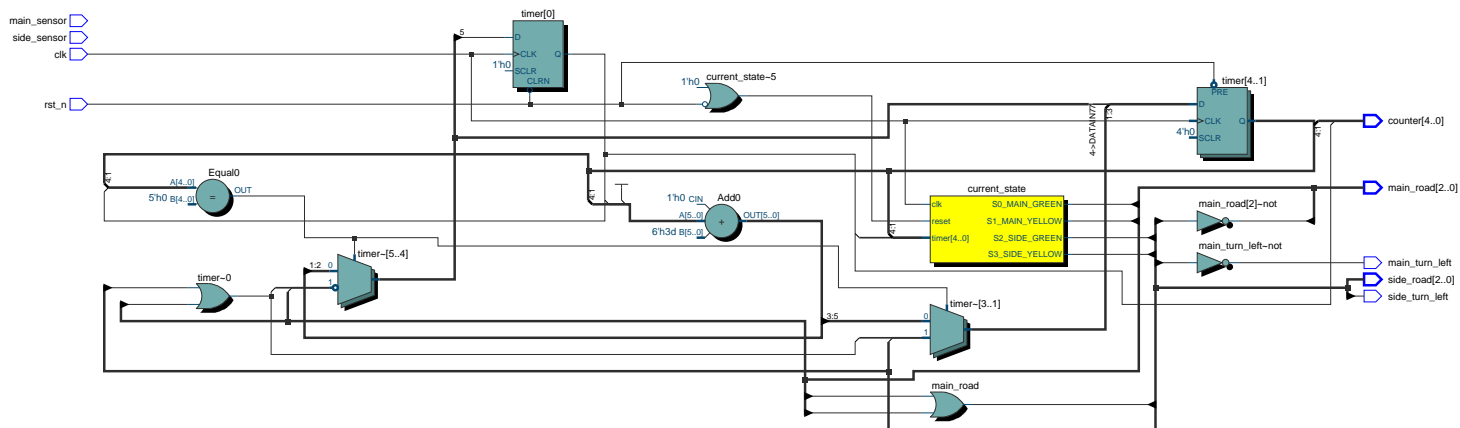 main_sensor
side_sensor
clk
rst_n
timer[0]
5
D
CLK
Q
1'h0
SCLR
CLRN
current_state~5
1'h0
timer[4..1]
PRE
D
CLK
Q
4'h0
SCLR
4->DATAIN77
1:3
4:1
counter[4..0]
main_road[2..0]
main_turn_left
side_road[2..0]
side_turn_left
4:1
Equal0
A[4..0]
5'h0
B[4..0]
=
OUT
4:1
Add0
1'h0
CIN
A[5..0]
6'h3d
B[5..0]
+
OUT[5..0]
current_state
clk
reset
timer[4..0]
4:1
S0_MAIN_GREEN
S1_MAIN_YELLOW
S2_SIDE_GREEN
S3_SIDE_YELLOW
main_road[2]~not
main_turn_left~not
timer~0
timer~[5..4]
1:2
0
1
timer~[3..1]
3:5
0
1
main_road